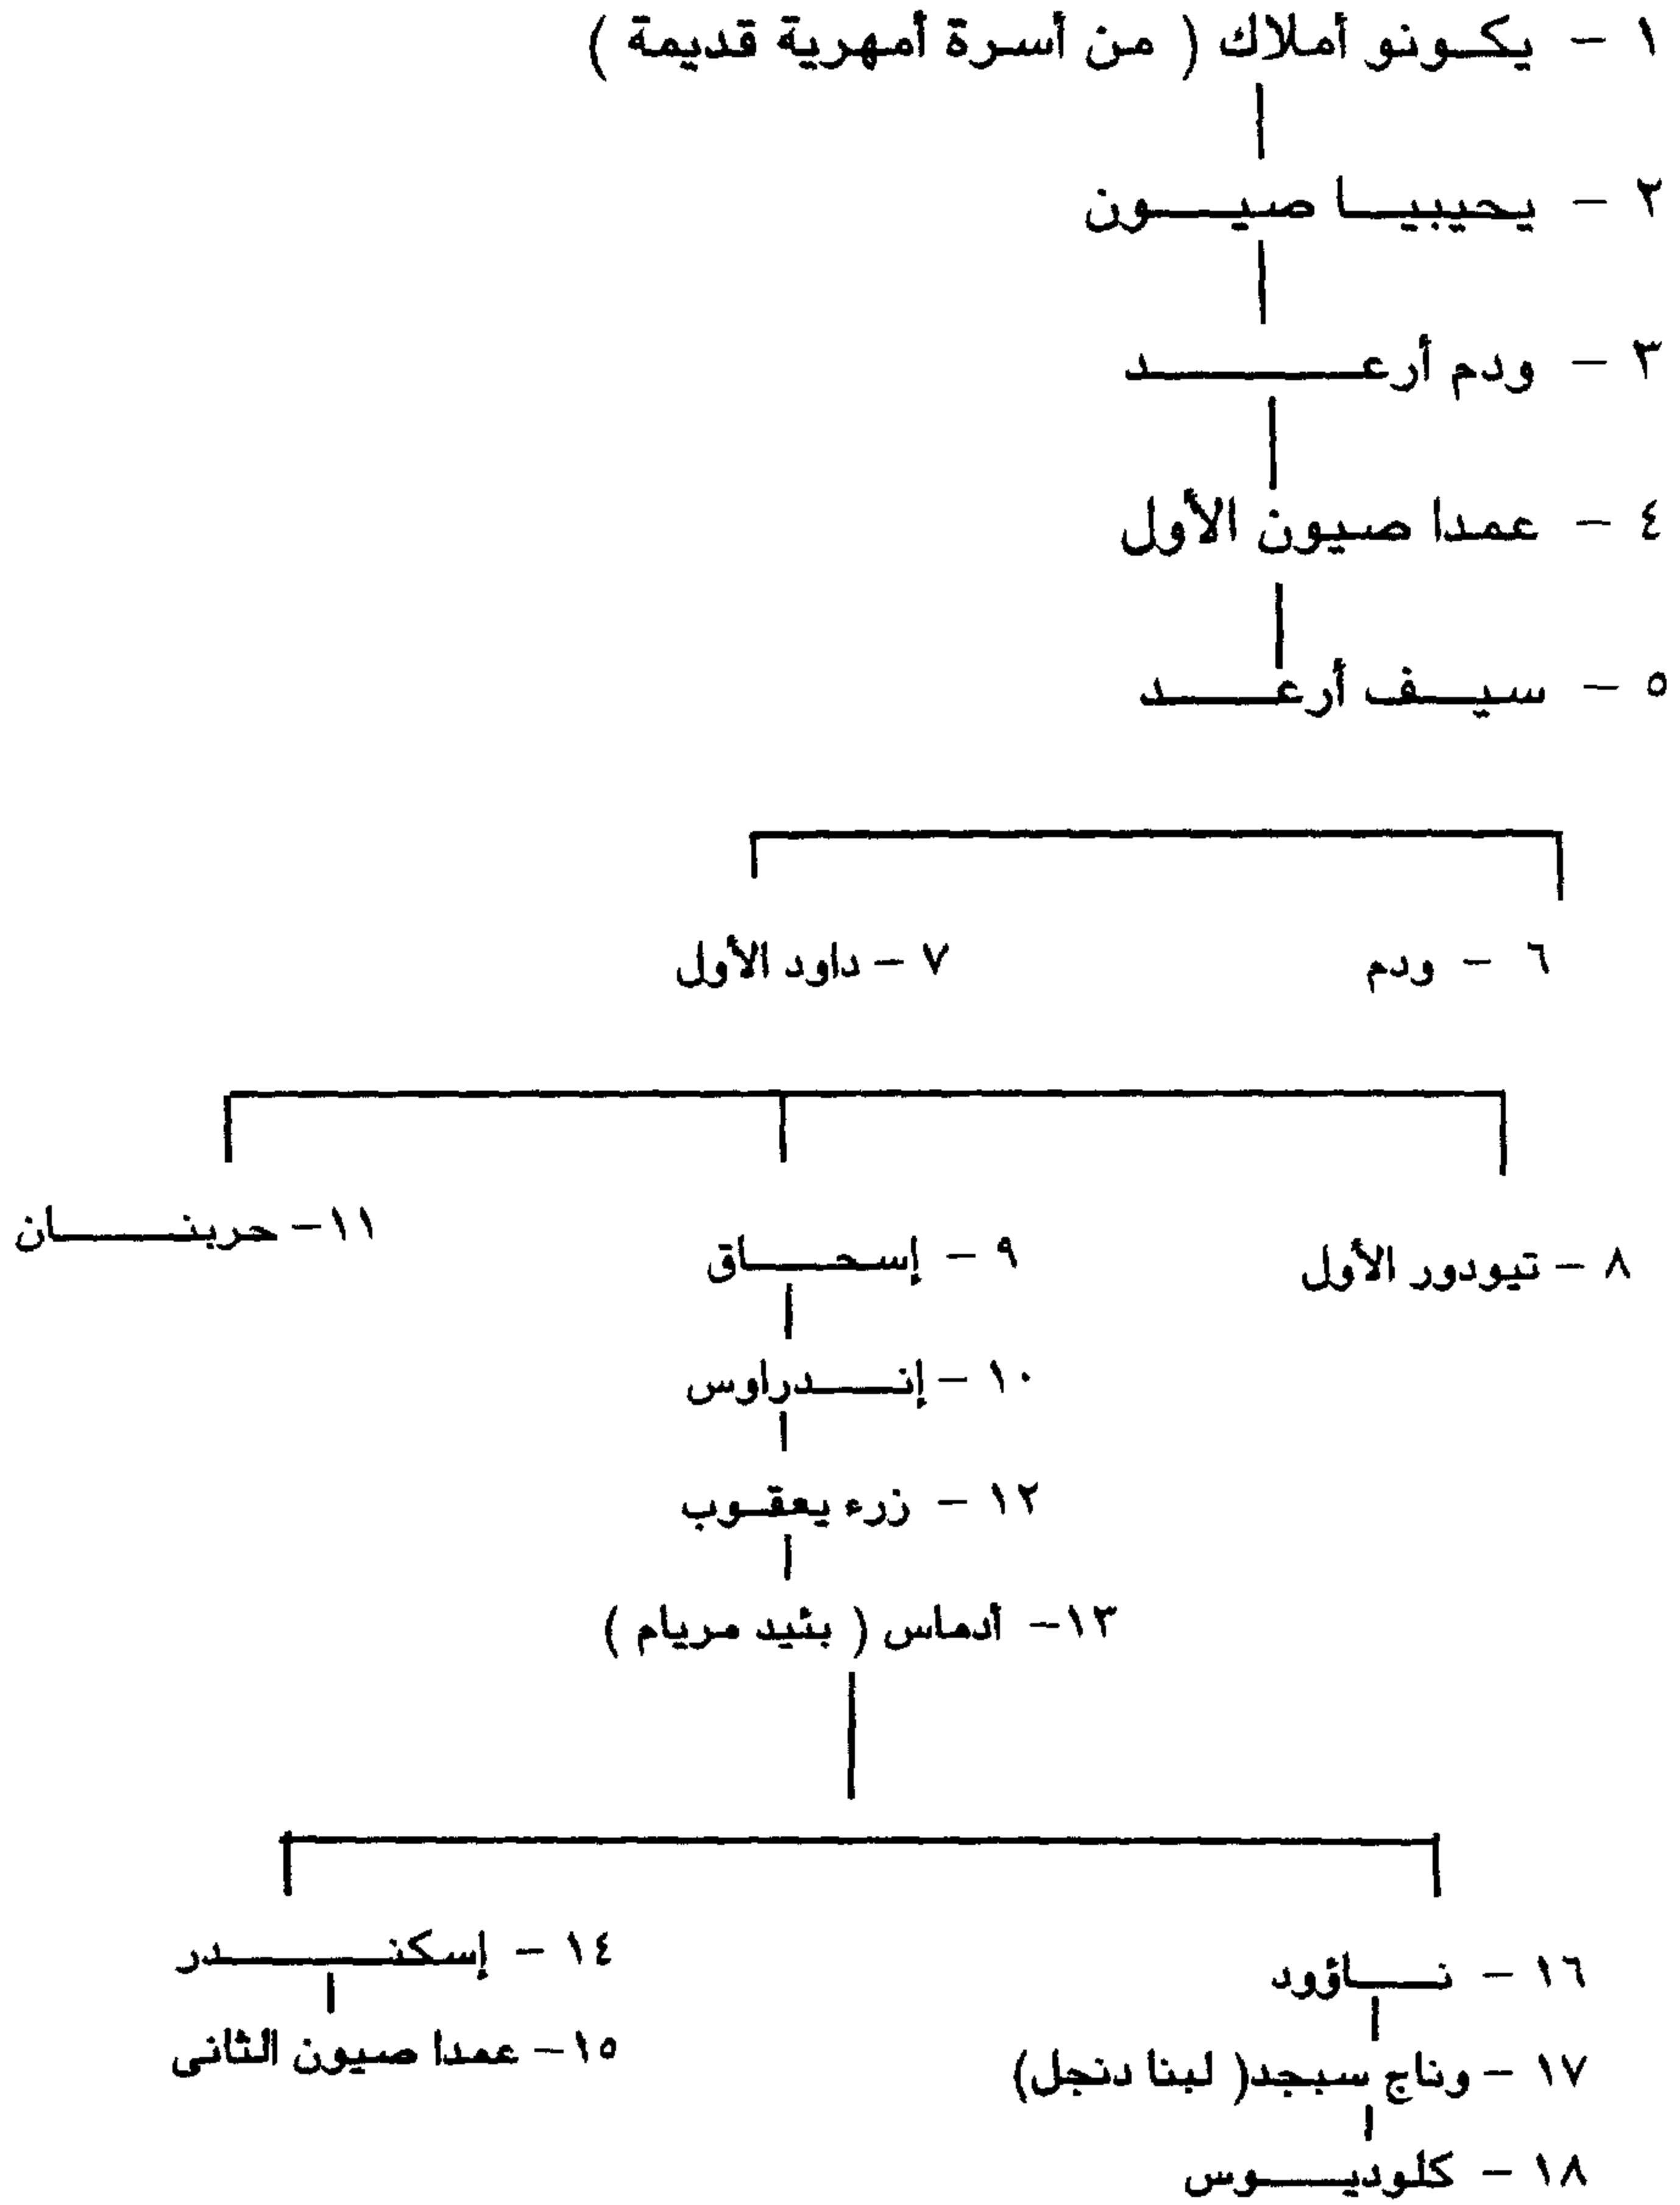 ١ - يكونو أملاك ( من أسرة أمهرية قديمة )
٢ - يحيبيا صيون
٣ - ودم أرعد
٤ - عمدا صيون الأول
٥ - سيف أرعد
٦ - ودم
٧ - داود الأول
٨ - تيودور الأول
٩ - إسحاق
١١- حربنان
١٠ - إندراوس
١٢ - زرء يعقوب
١٣- أدماس ( بئيد مريام )
١٤ - إسكندر
١٦ - ناؤود
١٥- عمدا صيون الثانى
١٧ - وناج سبجد( لبنا دنجل)
١٨ - كلوديوس